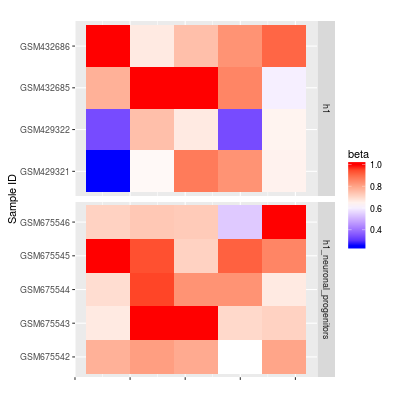 GSM432686
GSM432685
GSM429322
GSM429321
h1
GSM675546
GSM675545
GSM675544
GSM675543
GSM675542
h1_neuronal_progenitors
Sample ID
beta
1.0
0.8
0.6
0.4